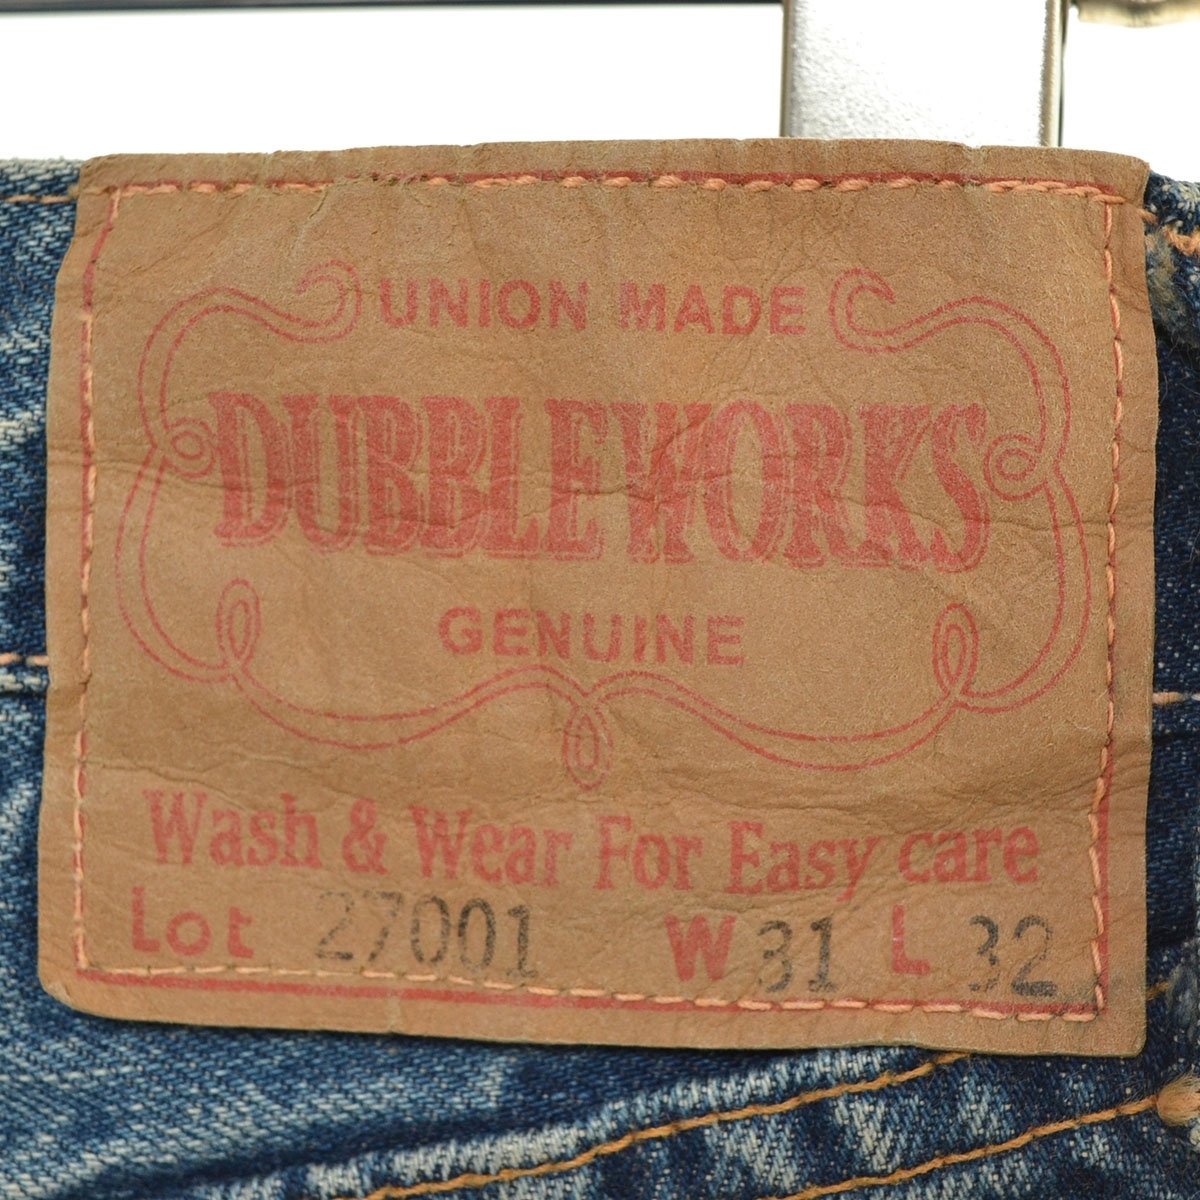 UNION MADE
DUBBLEWORKS
GENUINE
Wash & Wear For Easy care
Lot 27001 W 31 L 32